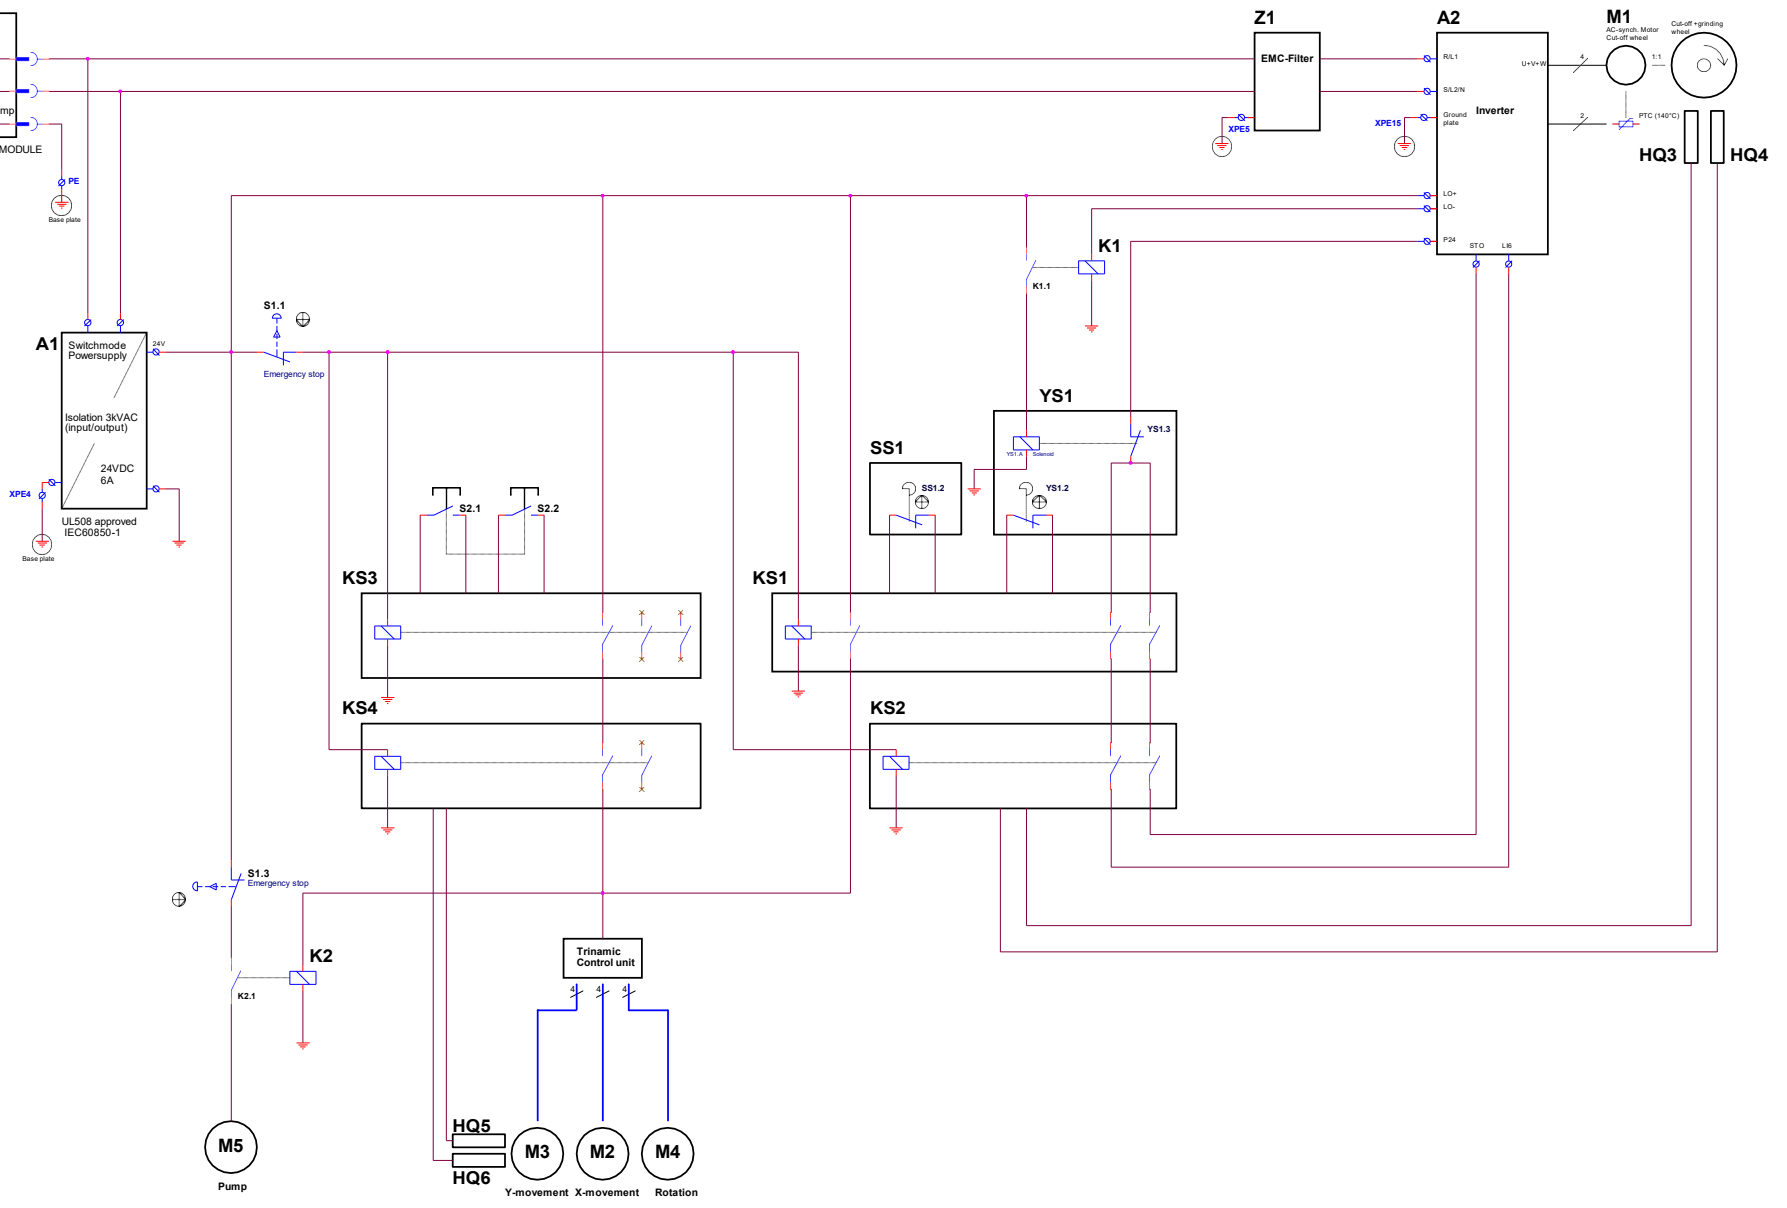 Z1
A2
M1
AC-synch. Motor
Cut-off wheel
Cut-off +grinding
wheel
EMC-Filter
R/L1
U+V+W
4
1:1
S/L2/N
Inverter
mp
XPE5
XPE15
Ground
plate
2
PTC (140°C)
MODULE
HQ3
HQ4
PE
Base plate
LO+
LO-
P24
STO
LI6
K1
K1.1
S1.1
Emergency stop
A1
Switchmode
Powersupply
24V
Isolation 3kVAC
(input/output)
24VDC
6A
XPE4
UL508 approved
IEC60850-1
Base plate
YS1
YS1.3
YS1.A
Solenoid
SS1
SS1.2
YS1.2
S2.1
S2.2
KS3
KS1
KS4
KS2
S1.3
Emergency stop
K2
K2.1
Trinamic
Control unit
4
4
4
HQ5
HQ6
M5
M3
M2
M4
Pump
Y-movement
X-movement
Rotation